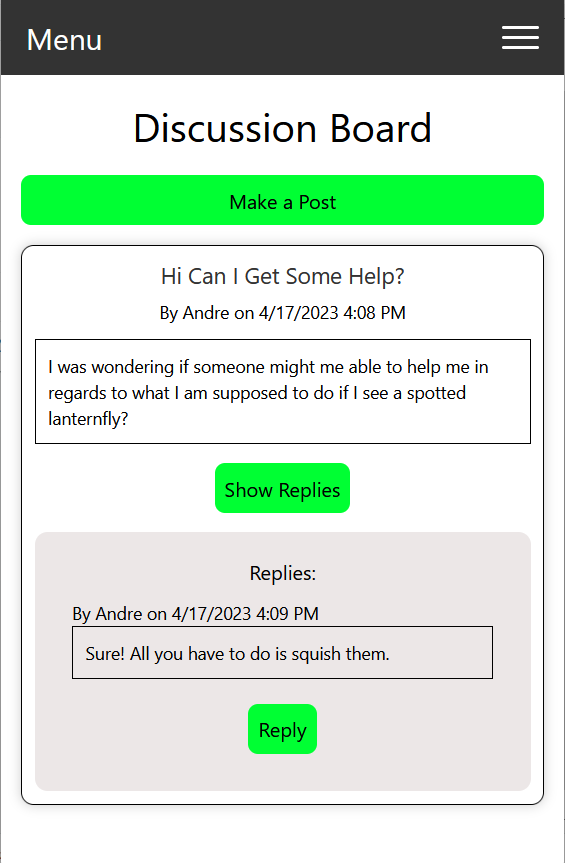 Menu
Discussion Board
Make a Post
Hi Can I Get Some Help?
By Andre on 4/17/2023 4:08 PM
I was wondering if someone might me able to help me in
regards to what I am supposed to do if I see a spotted
lanternfly?
Show Replies
Replies:
By Andre on 4/17/2023 4:09 PM
Sure! All you have to do is squish them.
Reply